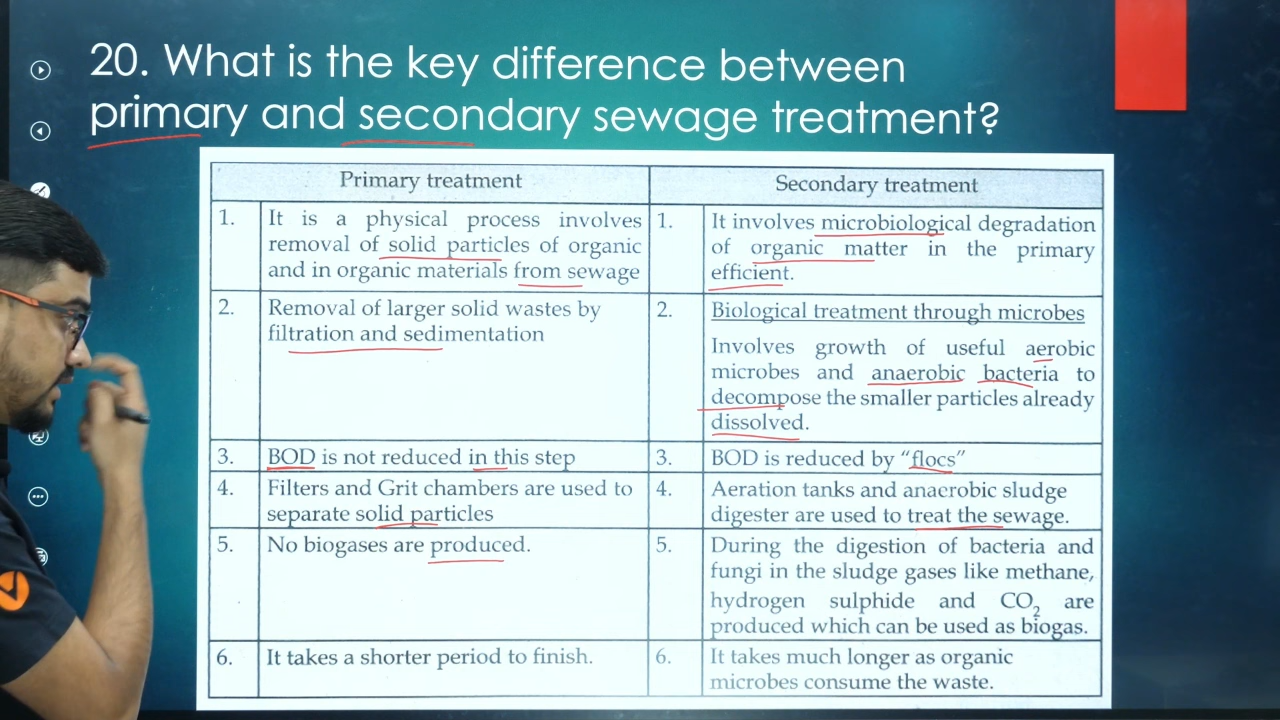 20. What is the key difference between
primary and secondary sewage treatment?
Primary treatment
Secondary treatment
1. It is a physical process involves
removal of solid particles of organic
and in organic materials from sewage
1. It involves microbiological degradation
of organic matter in the primary
efficient.
2. Removal of larger solid wastes by
filtration and sedimentation
2. Biological treatment through microbes
Involves growth of useful aerobic
microbes and anaerobic bacteria to
decompose the smaller particles already
dissolved.
3. BOD is not reduced in this step
3. BOD is reduced by “flocs”
4. Filters and Grit chambers are used to
separate solid particles
4. Aeration tanks and anaerobic sludge
digester are used to treat the sewage.
5. No biogases are produced.
5. During the digestion of bacteria and
fungi in the sludge gases like methane,
hydrogen sulphide and CO₂ are
produced which can be used as biogas.
6. It takes a shorter period to finish.
6. It takes much longer as organic
microbes consume the waste.